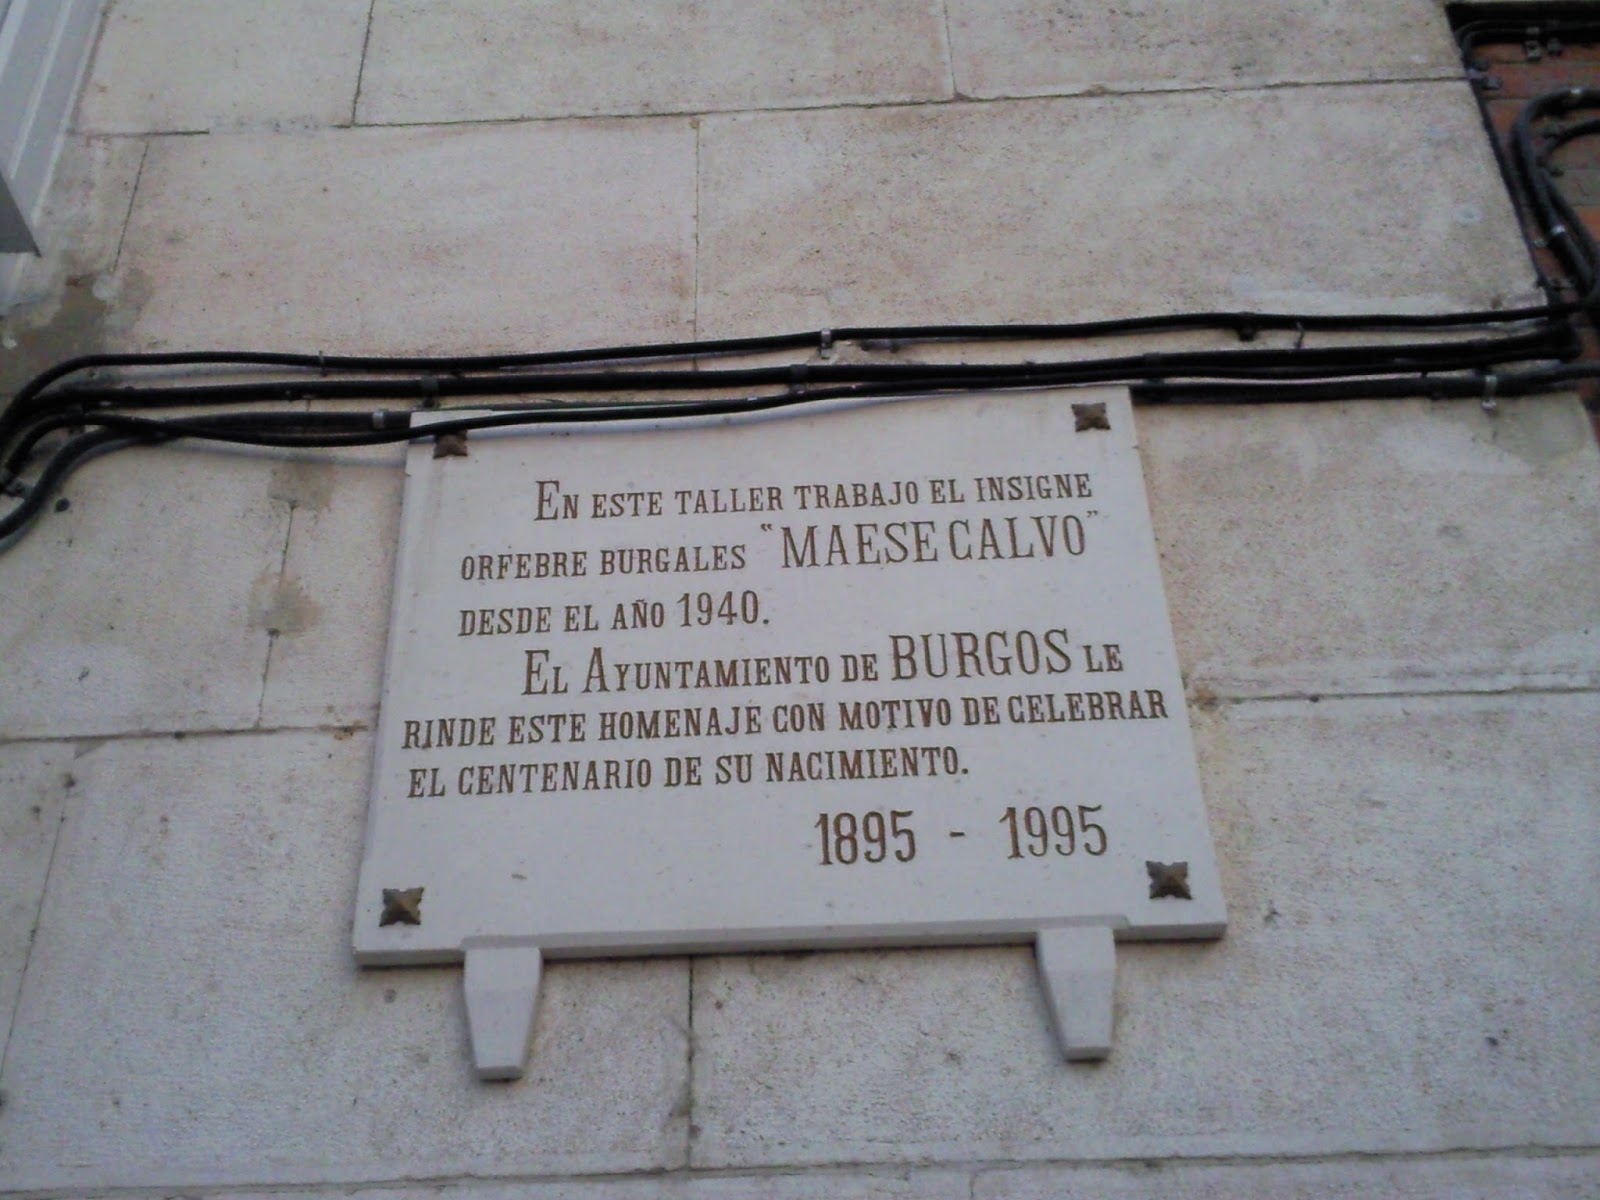 EN ESTE TALLER TRABAJO EL INSIGNE
ORFEBRE BURGALES "MAESE CALVO"
DESDE EL AÑO 1940.
EL AYUNTAMIENTO DE BURGOS LE
RINDE ESTE HOMENAJE CON MOTIVO DE CELEBRAR
EL CENTENARIO DE SU NACIMIENTO.
1895 - 1995